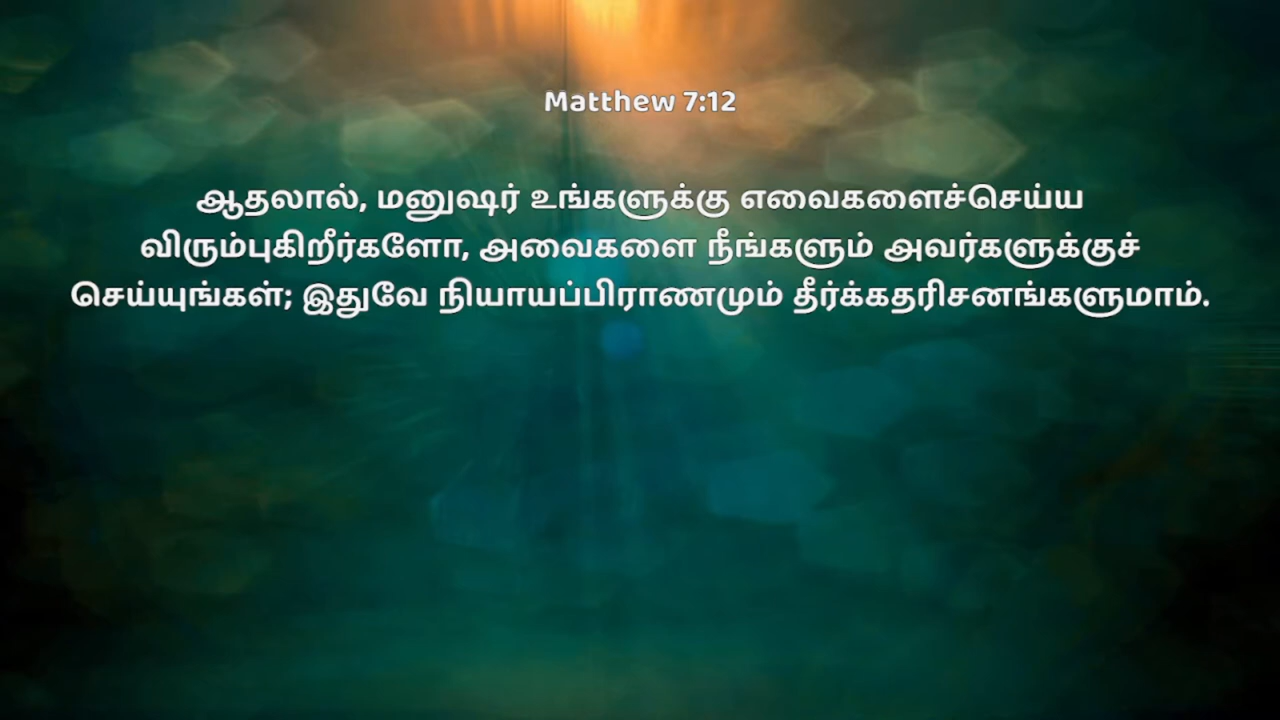 Matthew 7:12
ஆதலால், மனுஷர் உங்களுக்கு எவைகளைச்செய்ய
விரும்புகிறீர்களோ, அவைகளை நீங்களும் அவர்களுக்குச்
செய்யுங்கள்; இதுவே நியாயப்பிராணமும் தீர்க்கதரிசனங்களுமாம்.